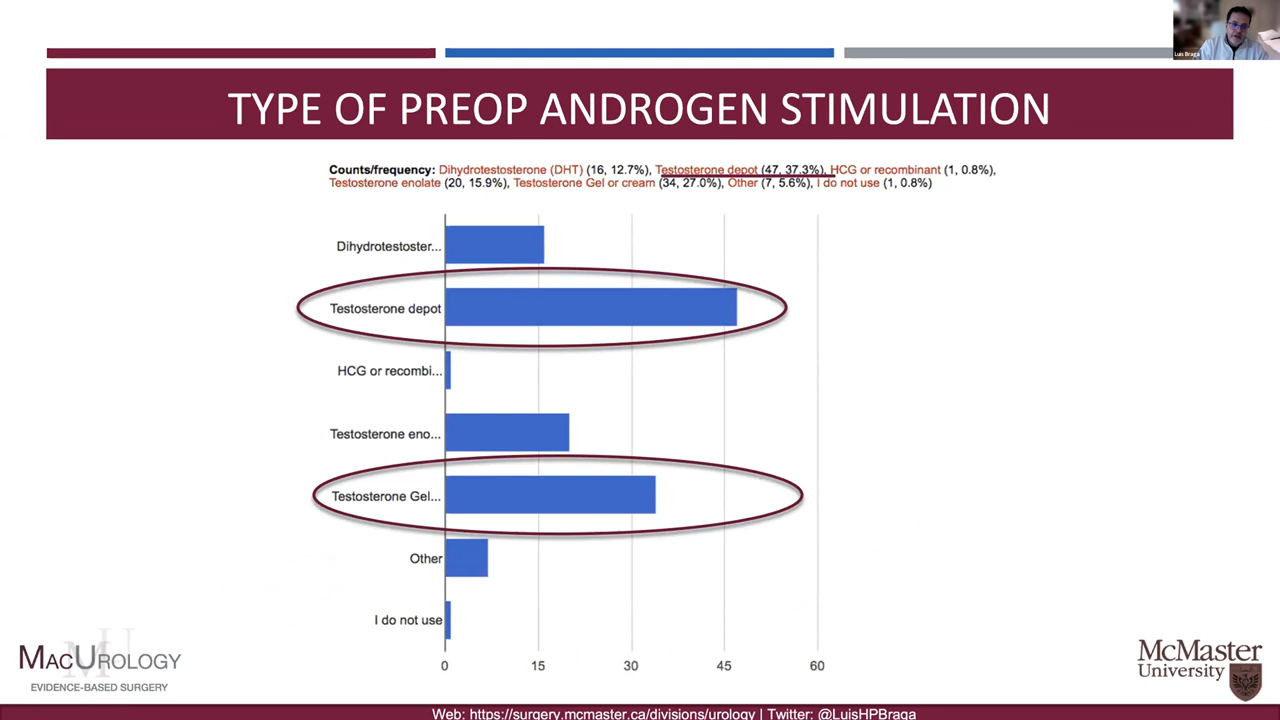 Luis Braga
TYPE OF PREOP ANDROGEN STIMULATION
Counts/frequency: Dihydrotestosterone (DHT) (16, 12.7%), Testosterone depot (47, 37.3%), HCG or recombinant (1, 0.8%),
Testosterone enolate (20, 15.9%), Testosterone Gel or cream (34, 27.0%), Other (7, 5.6%), I do not use (1, 0.8%)
Dihydrotestoster...
Testosterone depot
HCG or recombi...
Testosterone eno...
Testosterone Gel...
Other
I do not use
0 15 30 45 60
MU
MACUROLOGY
EVIDENCE-BASED SURGERY
McMaster
University
Web: https://surgery.mcmaster.ca/divisions/urology | Twitter: @LuisHPBraga